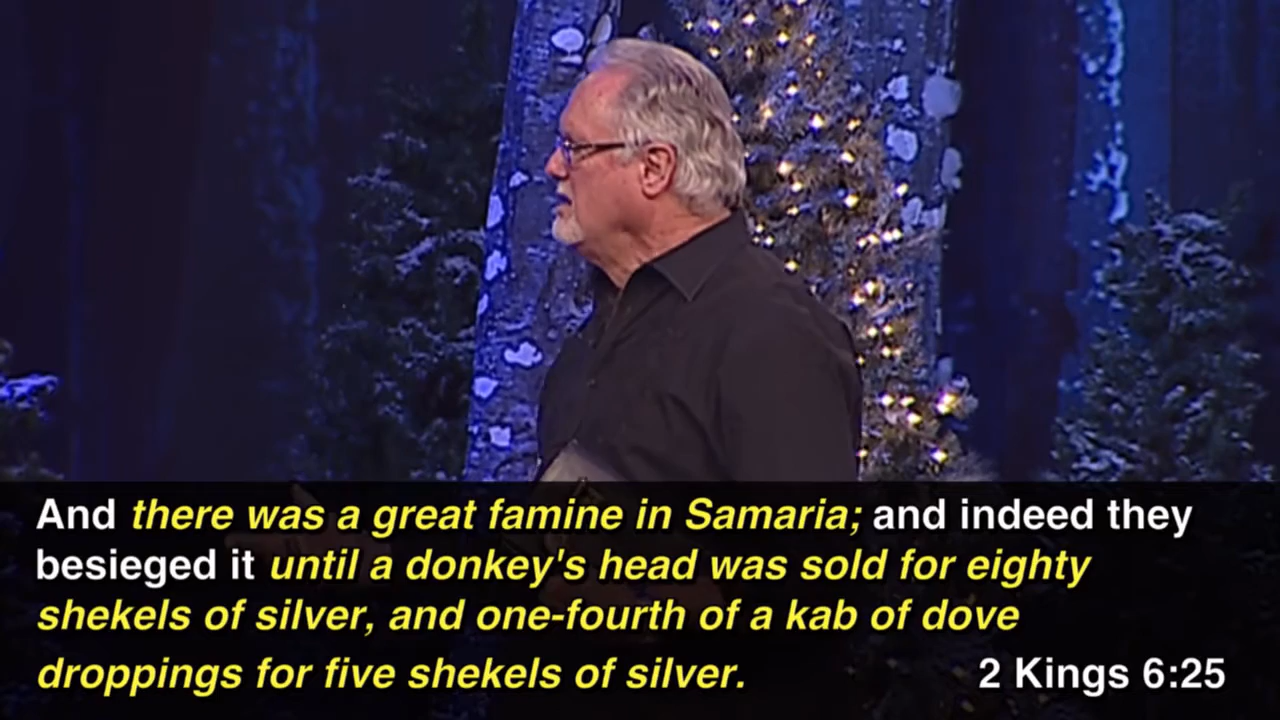 And there was a great famine in Samaria; and indeed they
besieged it until a donkey's head was sold for eighty
shekels of silver, and one-fourth of a kab of dove
droppings for five shekels of silver. 2 Kings 6:25